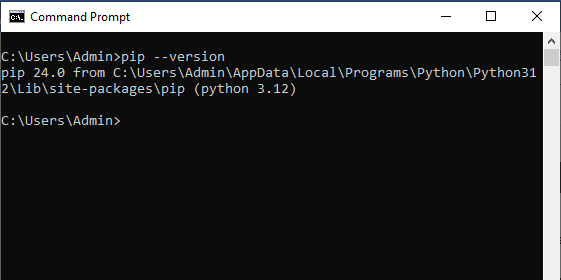 Command Prompt
C:\Users\Admin>pip --version
pip 24.0 from C:\Users\Admin\AppData\Local\Programs\Python\Python31
2\Lib\site-packages\pip (python 3.12)
C:\Users\Admin>